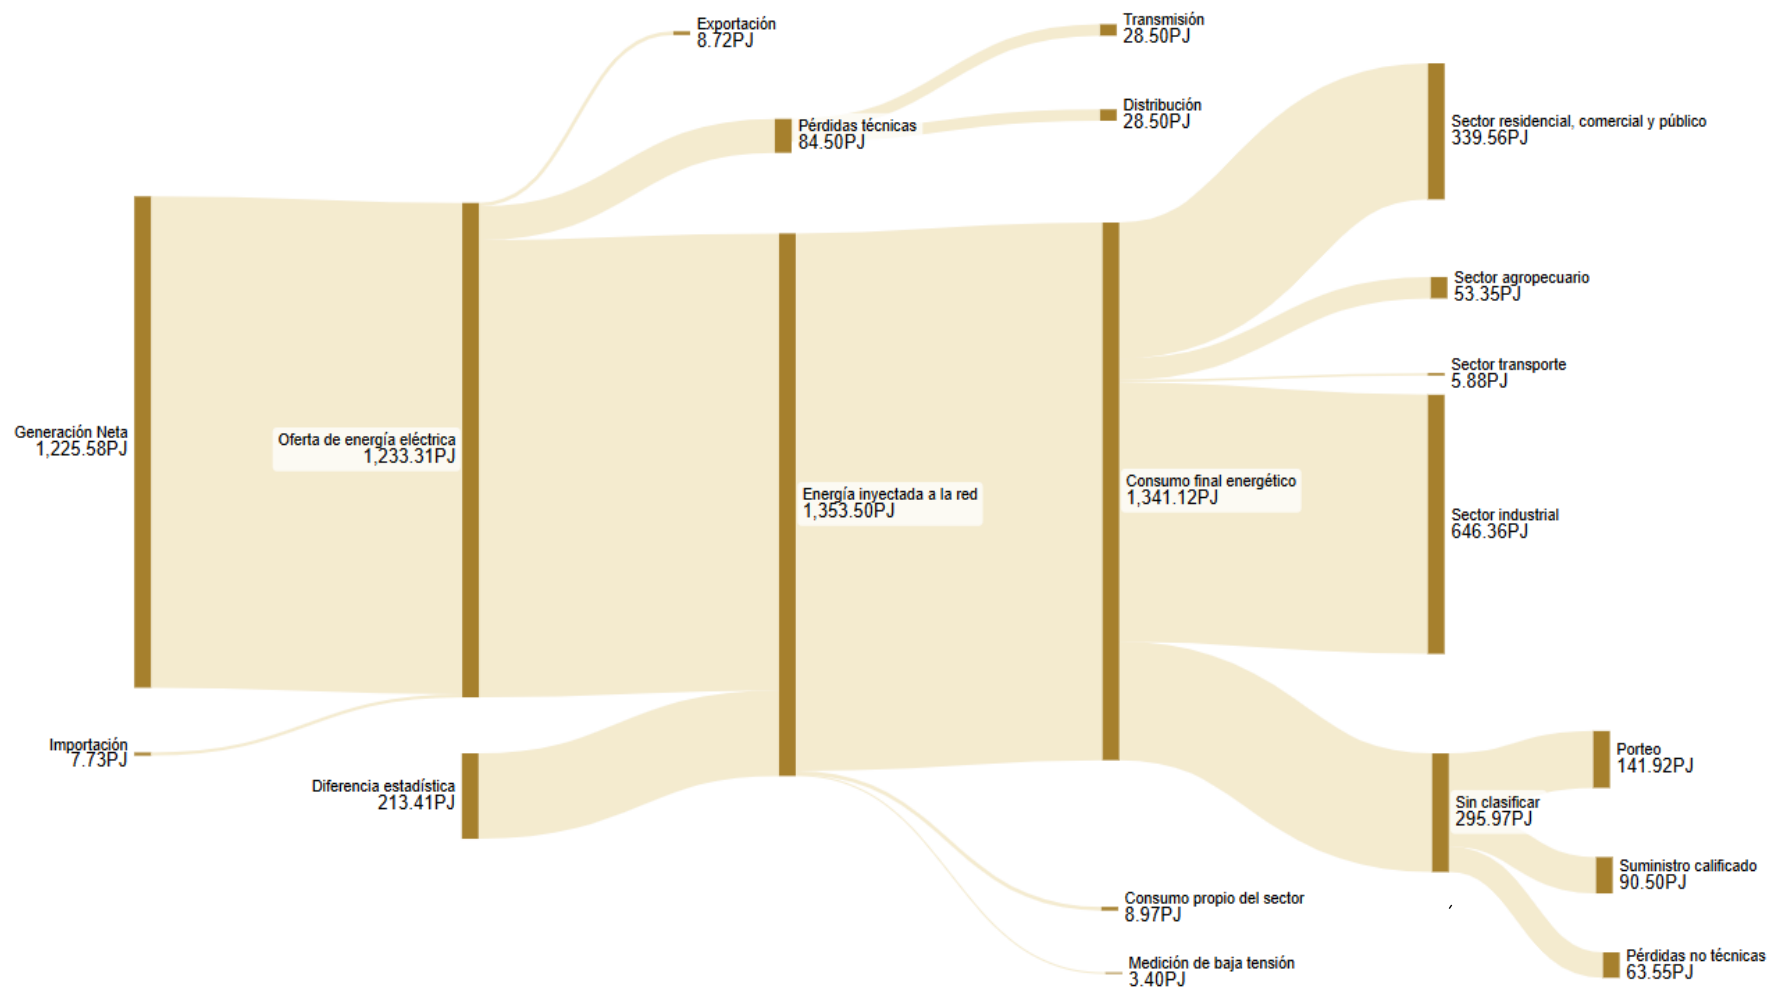 Exportación
8.72PJ
Transmisión
28.50PJ
Distribución
28.50PJ
Pérdidas técnicas
84.50PJ
Sector residencial, comercial y público
339.56PJ
Sector agropecuario
53.35PJ
Sector transporte
5.88PJ
Generación Neta
1,225.58PJ
Oferta de energía eléctrica
1,233.31PJ
Energía inyectada a la red
1,353.50PJ
Consumo final energético
1,341.12PJ
Sector industrial
646.36PJ
Importación
7.73PJ
Diferencia estadística
213.41PJ
Porteo
141.92PJ
Sin clasificar
295.97PJ
Suministro calificado
90.50PJ
Consumo propio del sector
8.97PJ
Medición de baja tensión
3.40PJ
Pérdidas no técnicas
63.55PJ